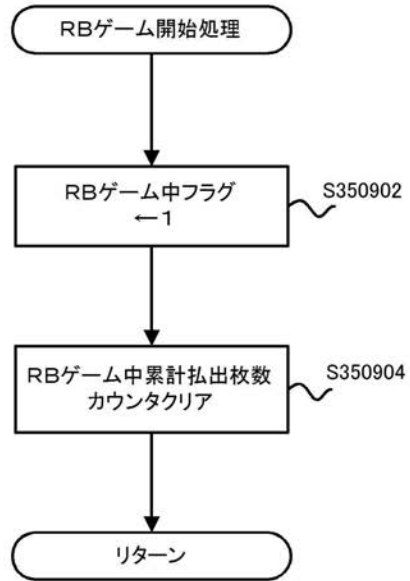 RBゲーム開始処理
RBゲーム中フラグ
←1
S350902
RBゲーム中累計払出枚数
カウンタクリア
S350904
リターン